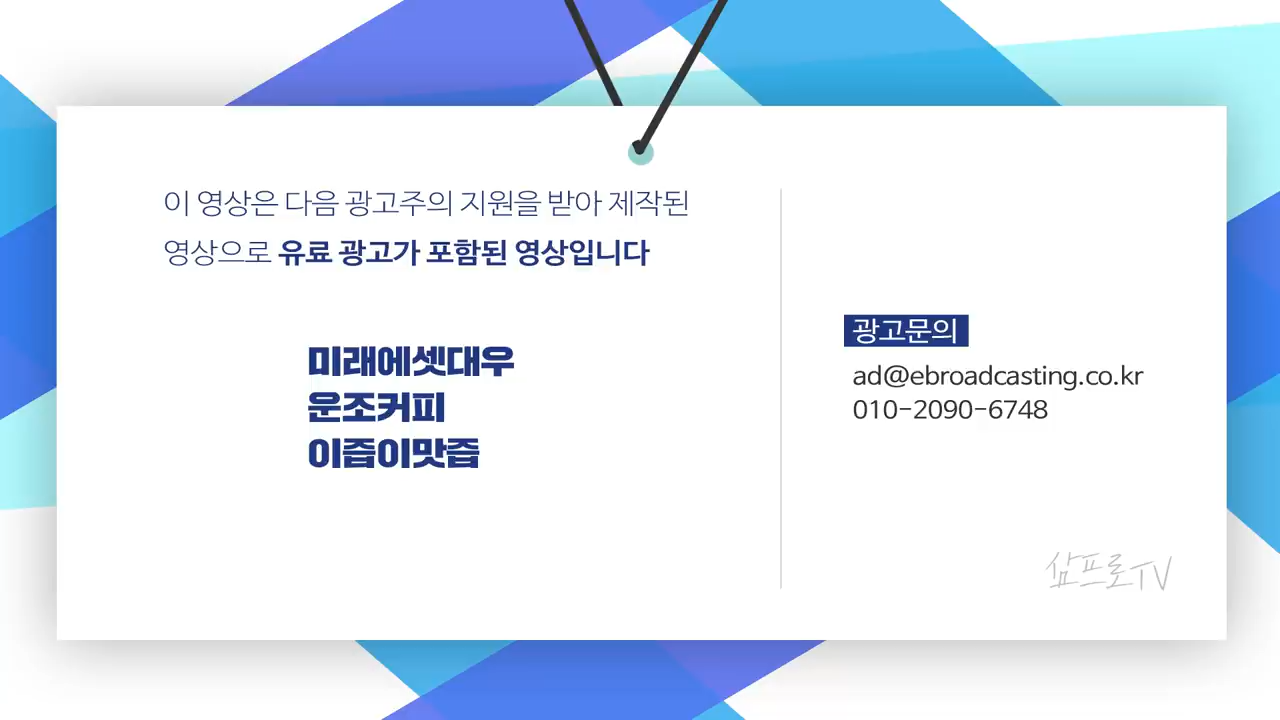 이 영상은 다음 광고주의 지원을 받아 제작된
영상으로 유료 광고가 포함된 영상입니다
미래에셋대우
운조커피
이즙이맛즙
광고문의
ad@ebroadcasting.co.kr
010-2090-6748
삼프로TV